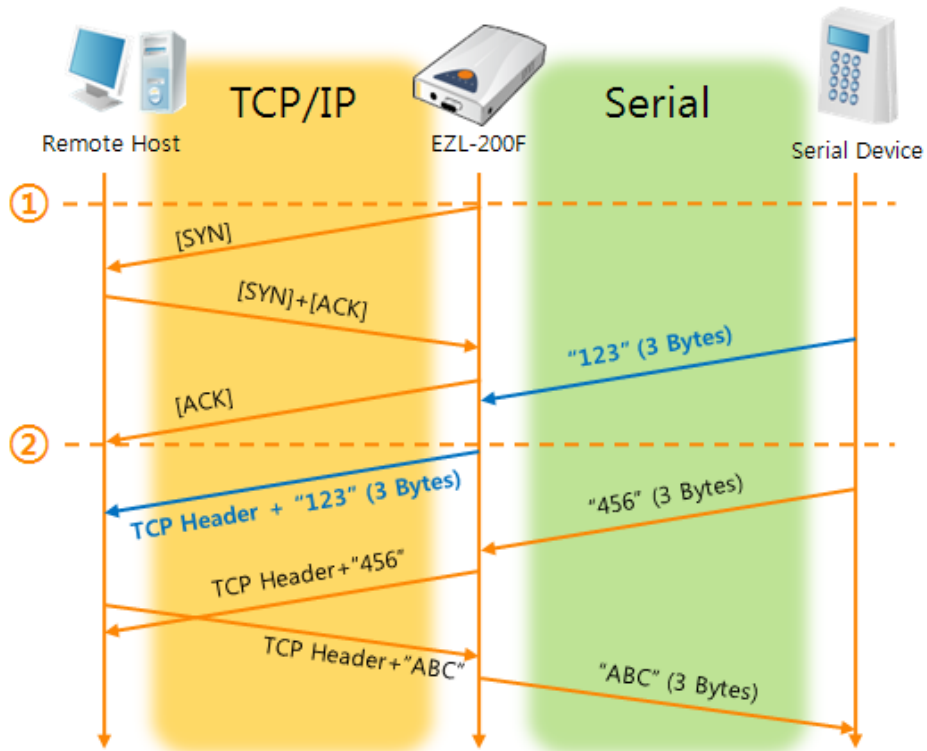 TCP/IP
Serial
Remote Host
EZL-200F
Serial Device
①
[SYN]
[SYN]+[ACK]
“123” (3 Bytes)
[ACK]
②
TCP Header + “123” (3 Bytes)
“456” (3 Bytes)
TCP Header+“456”
TCP Header+“ABC”
“ABC” (3 Bytes)